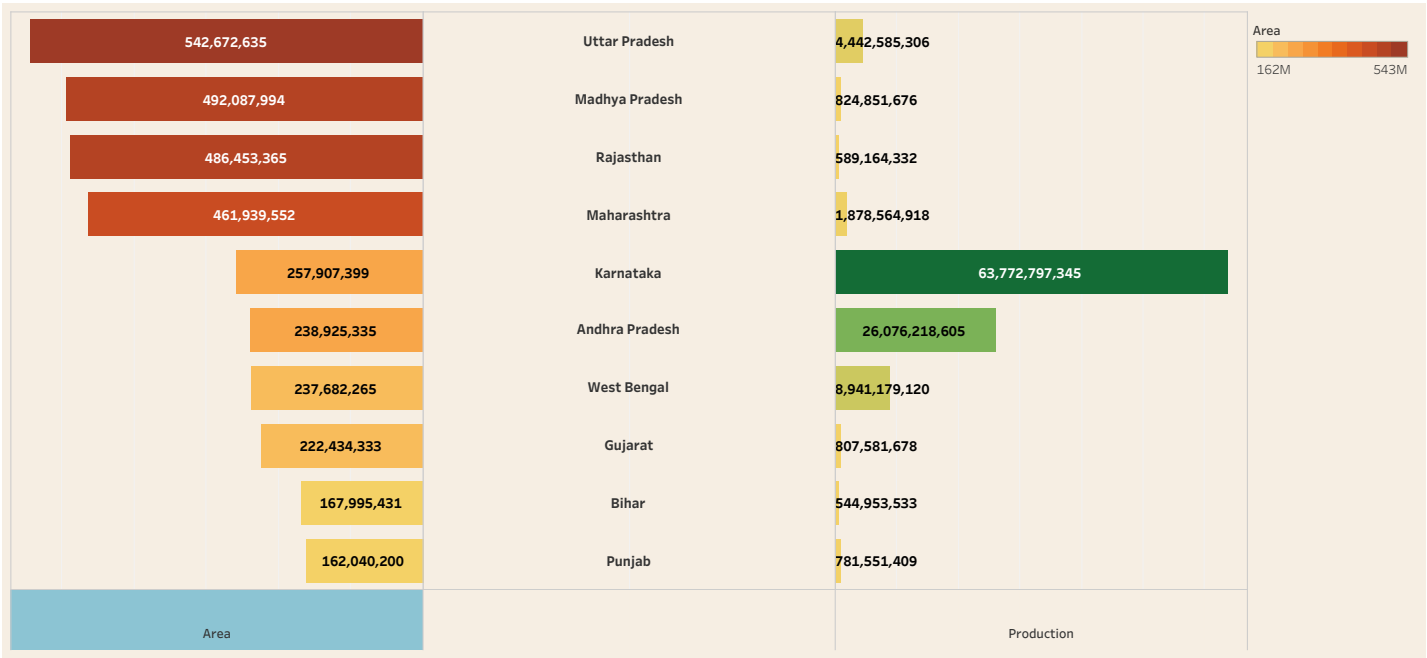 542,672,635 Uttar Pradesh 4,442,585,306
Area
162M 543M
492,087,994 Madhya Pradesh 824,851,676
486,453,365 Rajasthan 589,164,332
461,939,552 Maharashtra 1,878,564,918
257,907,399 Karnataka 63,772,797,345
238,925,335 Andhra Pradesh 26,076,218,605
237,682,265 West Bengal 8,941,179,120
222,434,333 Gujarat 807,581,678
167,995,431 Bihar 544,953,533
162,040,200 Punjab 781,551,409
Area Production